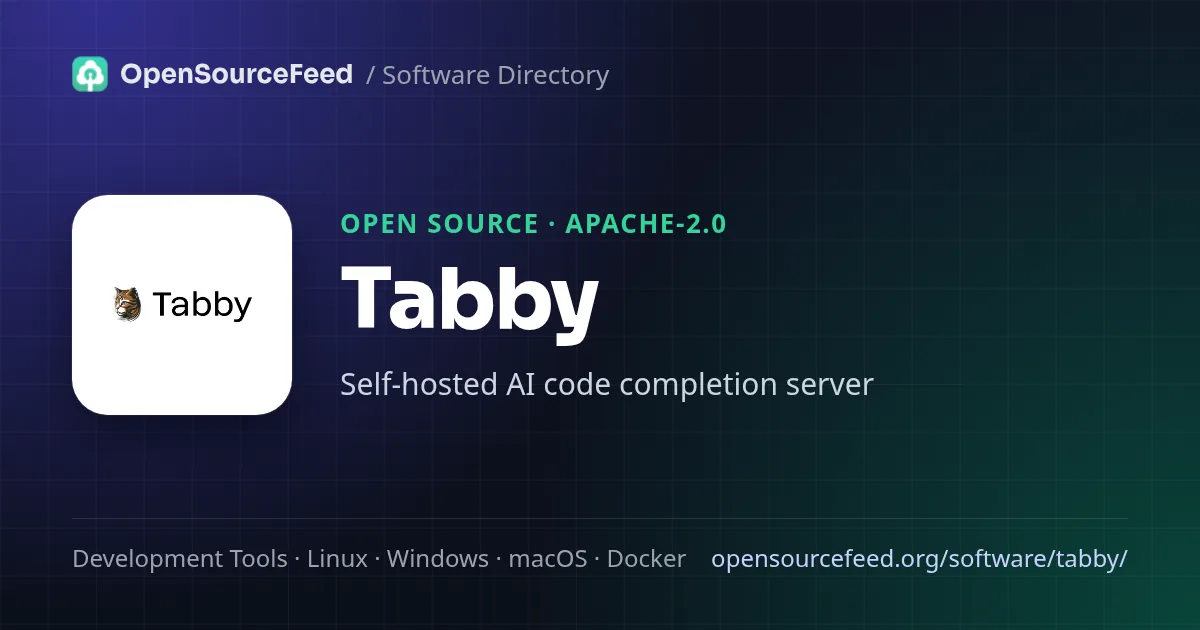 OpenSourceFeed / Software Directory
Tabby
OPEN SOURCE · APACHE-2.0
Tabby
Self-hosted AI code completion server
Development Tools · Linux · Windows · macOS · Docker opensourcefeed.org/software/tabby/